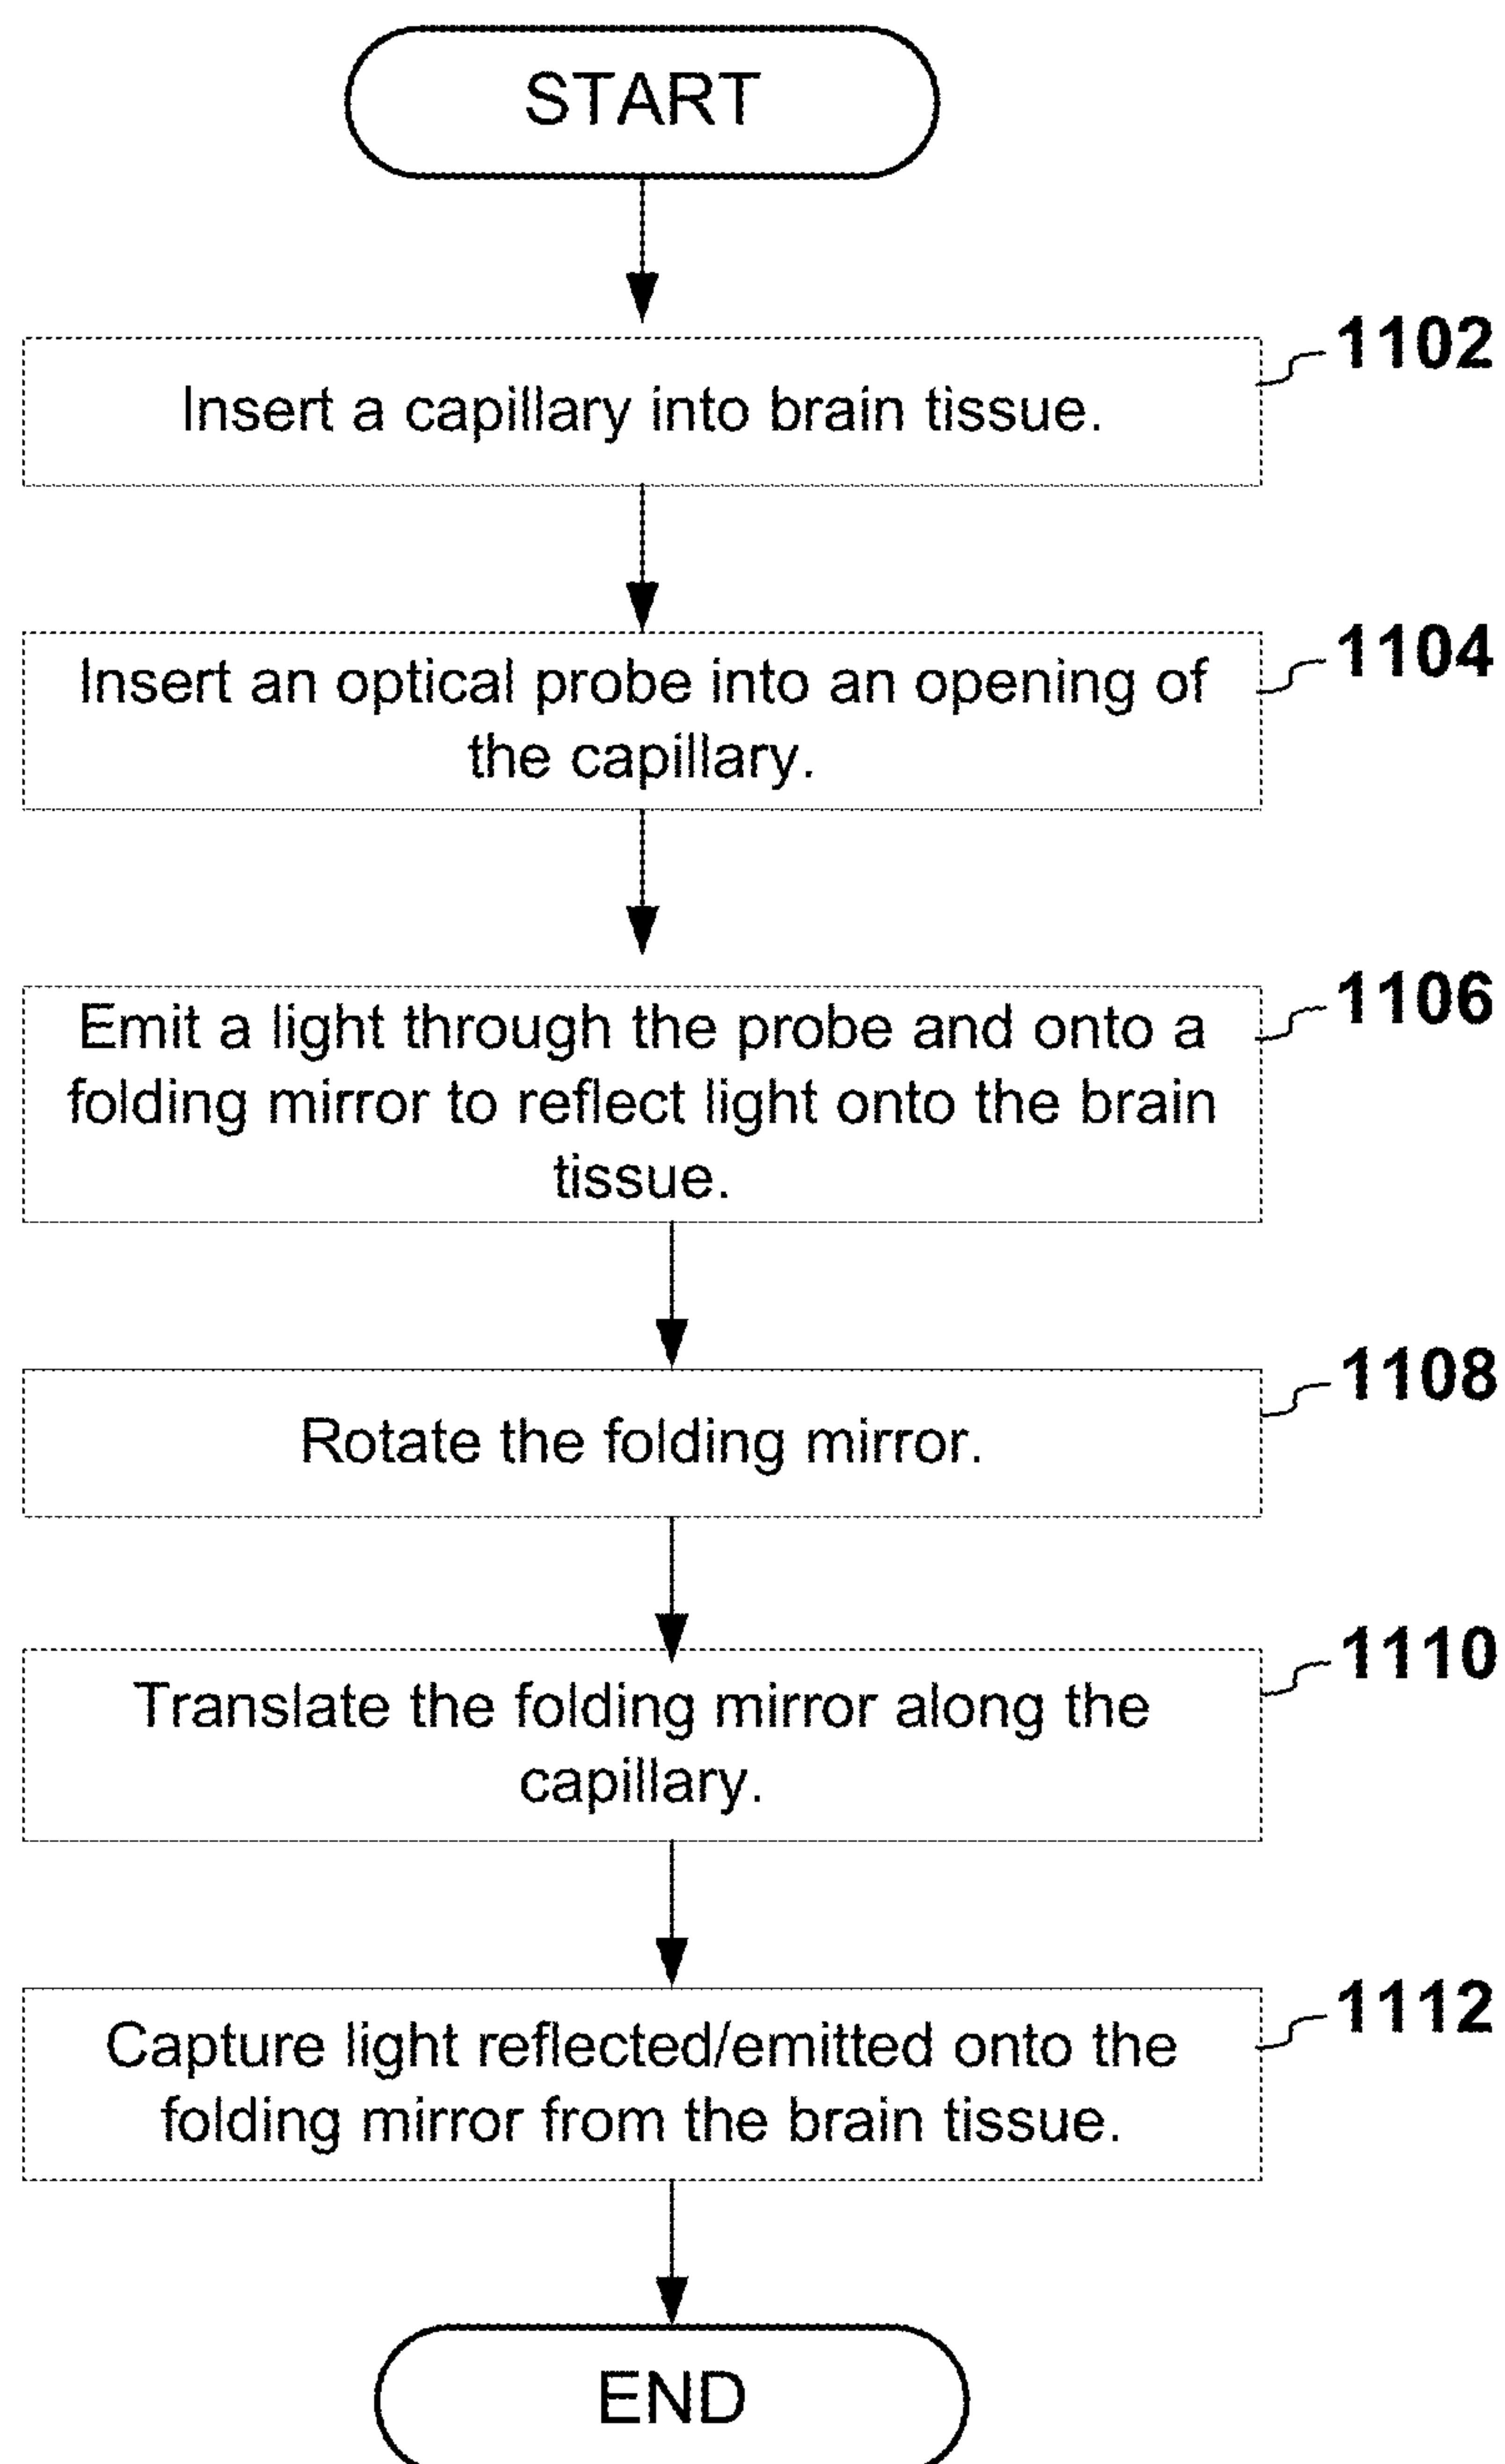 START
1102
Insert a capillary into brain tissue.
1104
Insert an optical probe into an opening of
the capillary.
1106
Emit a light through the probe and onto a
folding mirror to reflect light onto the brain
tissue.
1108
Rotate the folding mirror.
1110
Translate the folding mirror along the
capillary.
1112
Capture light reflected/emitted onto the
folding mirror from the brain tissue.
END